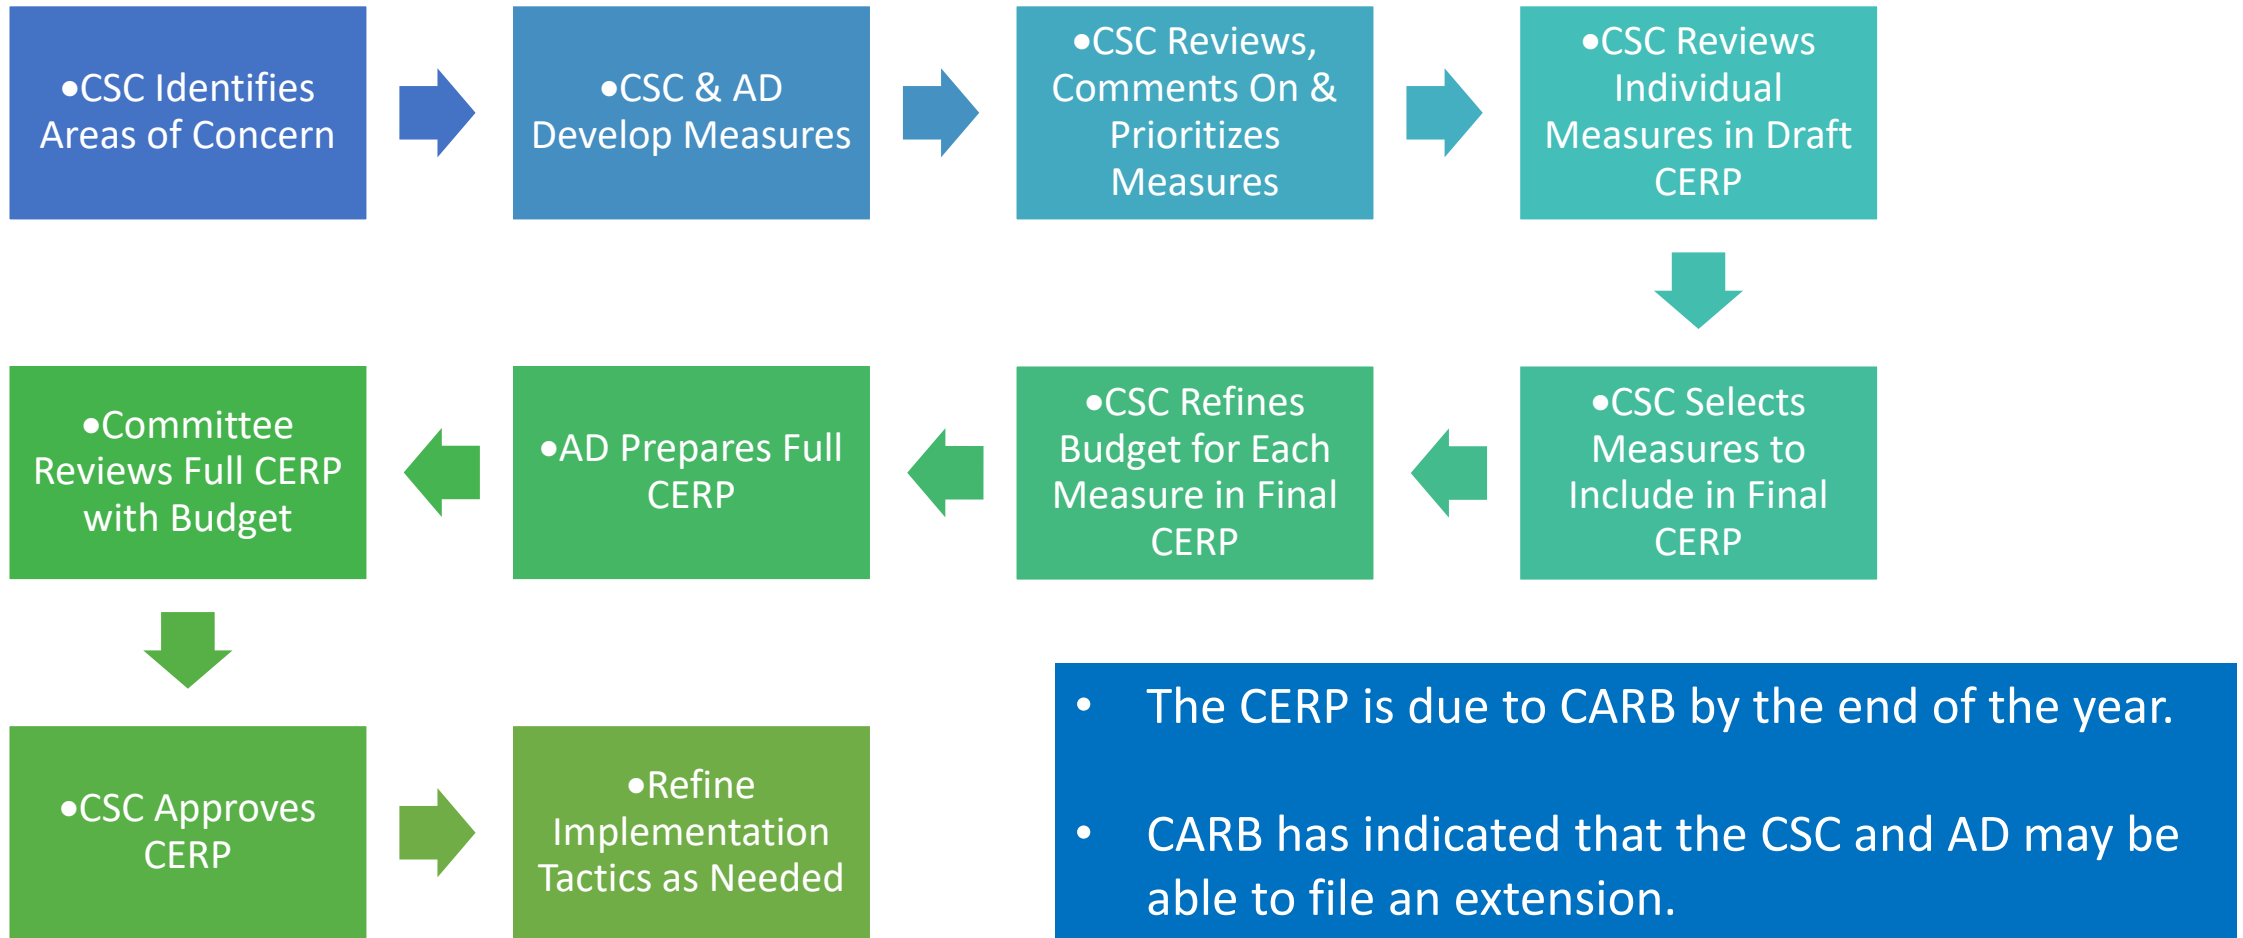 •CSC Identifies
Areas of Concern
•CSC & AD
Develop Measures
•CSC Reviews,
Comments On &
Prioritizes
Measures
•CSC Reviews
Individual
Measures in Draft
CERP
•CSC Selects
Measures to
Include in Final
CERP
•CSC Refines
Budget for Each
Measure in Final
CERP
•AD Prepares Full
CERP
•Committee
Reviews Full CERP
with Budget
•CSC Approves
CERP
•Refine
Implementation
Tactics as Needed
• The CERP is due to CARB by the end of the year.
• CARB has indicated that the CSC and AD may be
able to file an extension.